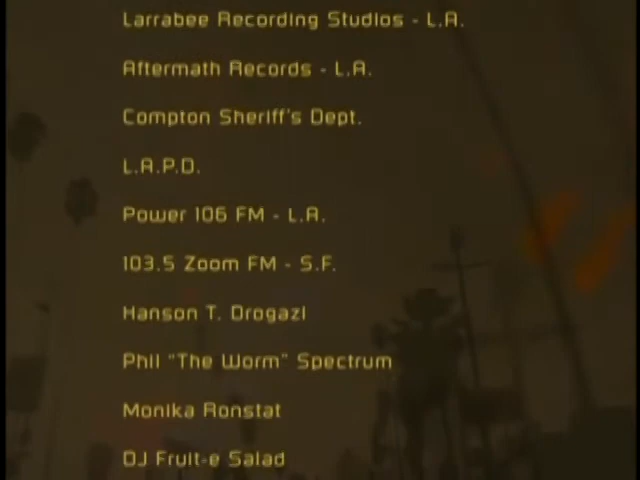 Larrabee Recording Studios - L.A.
Aftermath Records - L.A.
Compton Sheriff's Dept.
L.A.P.D.
Power 106 FM - L.A.
103.5 Zoom FM - S.F.
Hanson T. Drogazi
Phil "The Worm" Spectrum
Monika Ronstat
DJ Fruit-e Salad